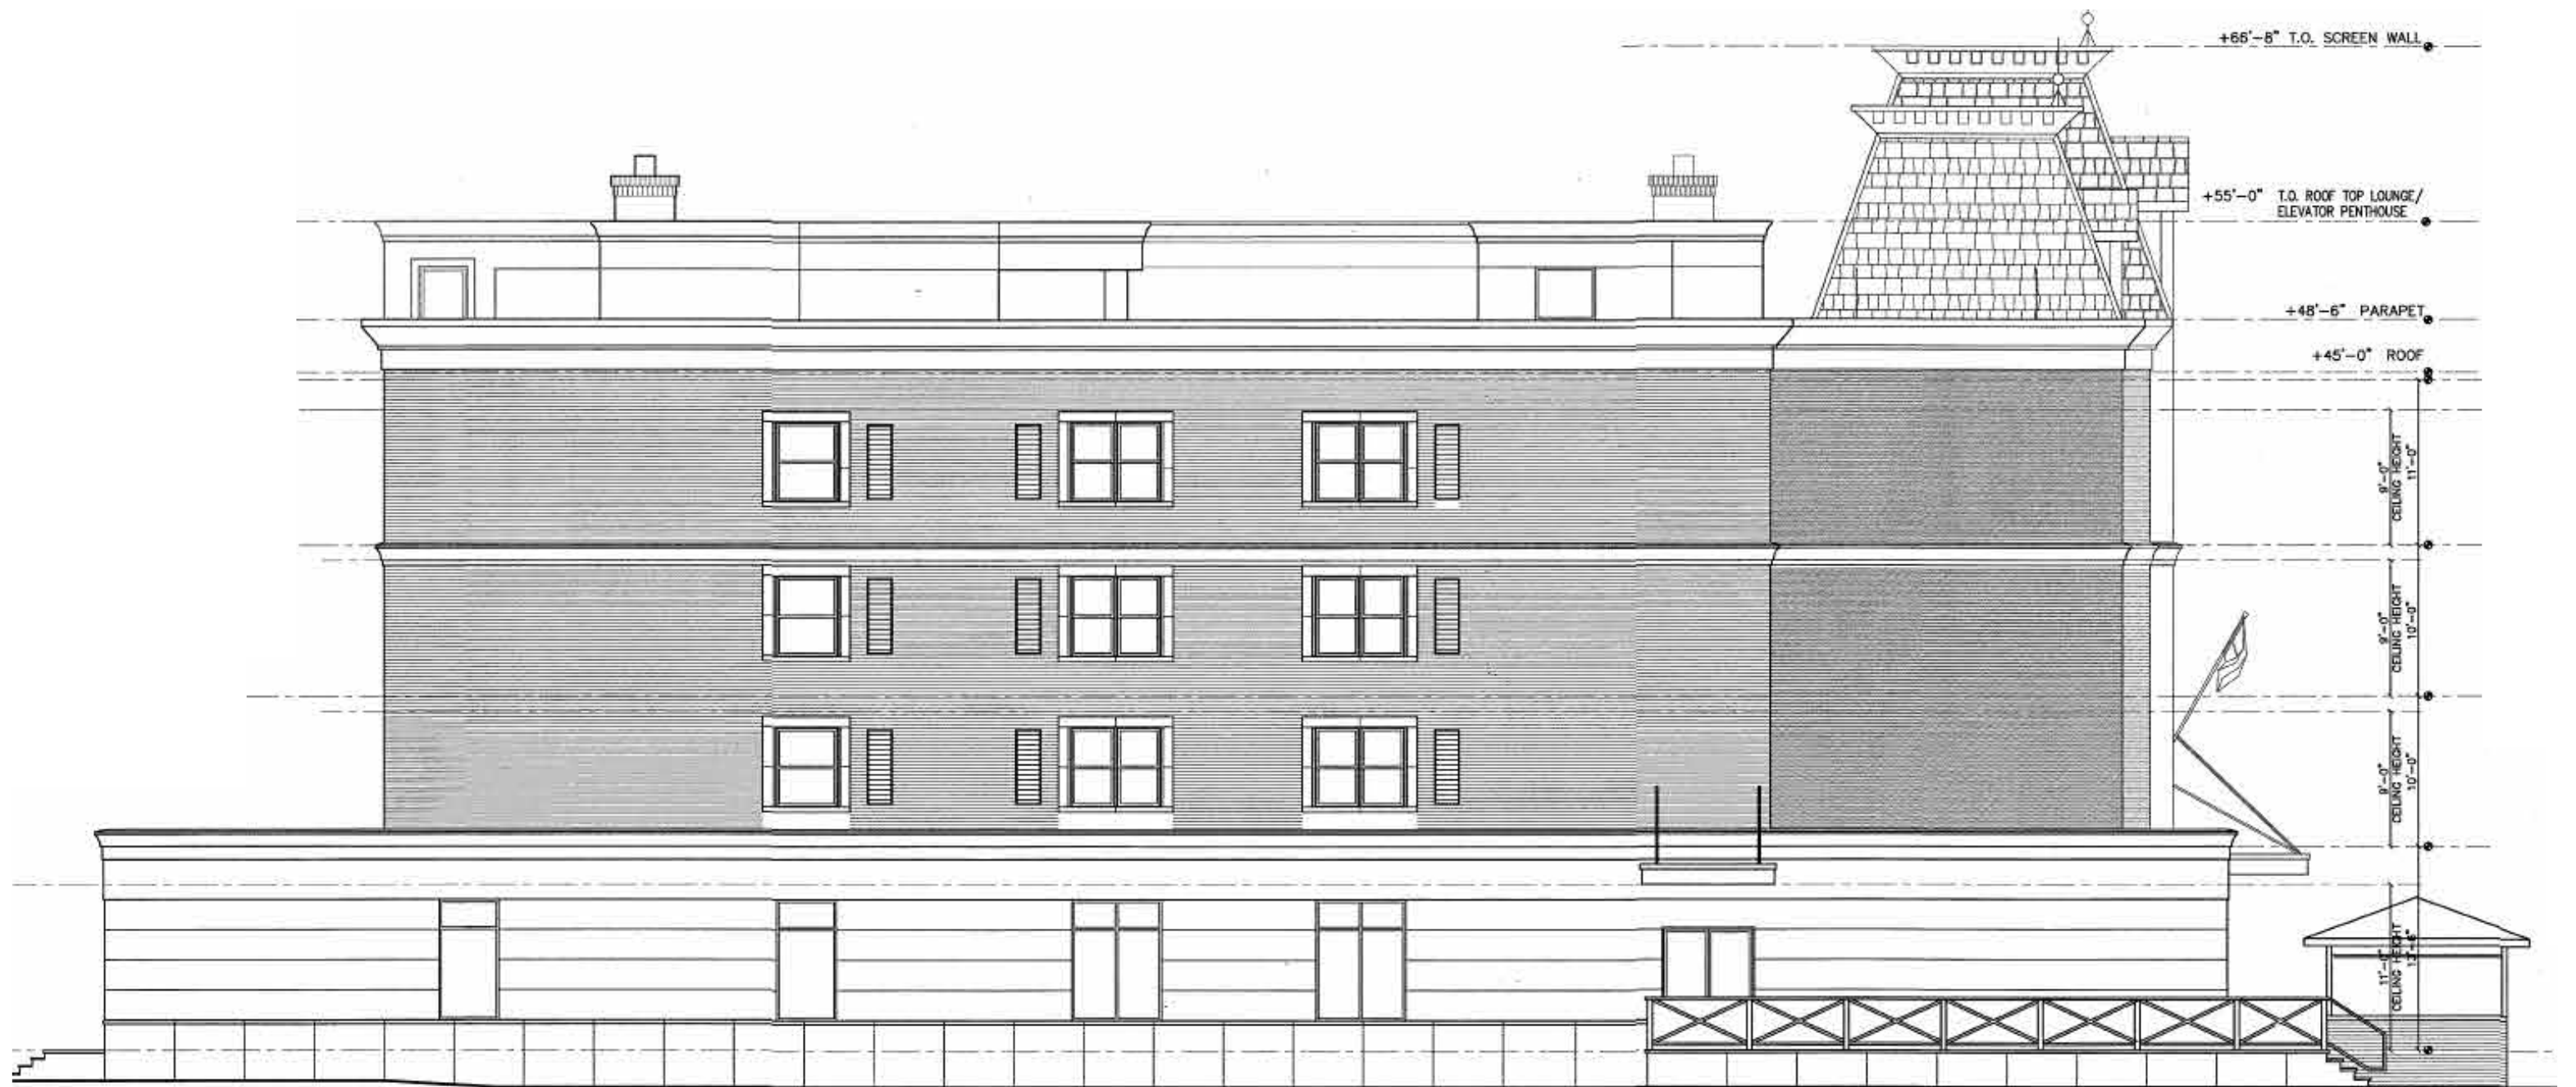 +66'-8" T.O. SCREEN WALL
+55'-0" T.O. ROOF TOP LOUNGE/
ELEVATOR PENTHOUSE
+48'-6" PARAPET
+45'-0" ROOF
9'-0"
CEILING HEIGHT
11'-0"
9'-0"
CEILING HEIGHT
10'-0"
9'-0"
CEILING HEIGHT
10'-0"
11'-0"
CEILING HEIGHT
13'-6"